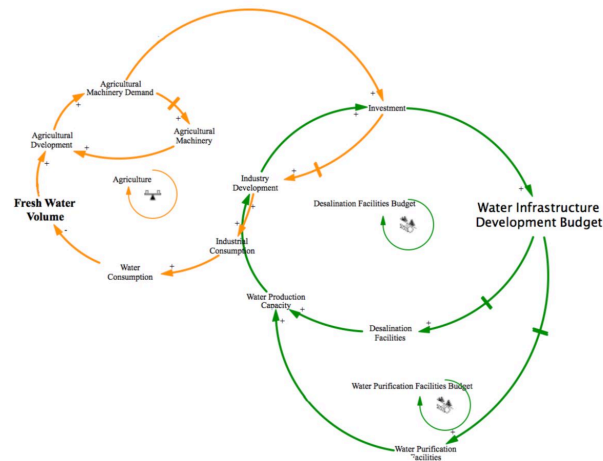 Agricultural
Machinery Demand
Investment
Agricultural
Dvelopment
Agricultural
Machinery
Agriculture
Industry
Development
Fresh Water
Volume
Desalination Facilities Budget
Water Infrastructure
Development Budget
Industrial
Consumption
Water
Consumption
Water Production
Capacity
Desalination
Facilities
Water Purification Facilities Budget
Water Purification
Facilities